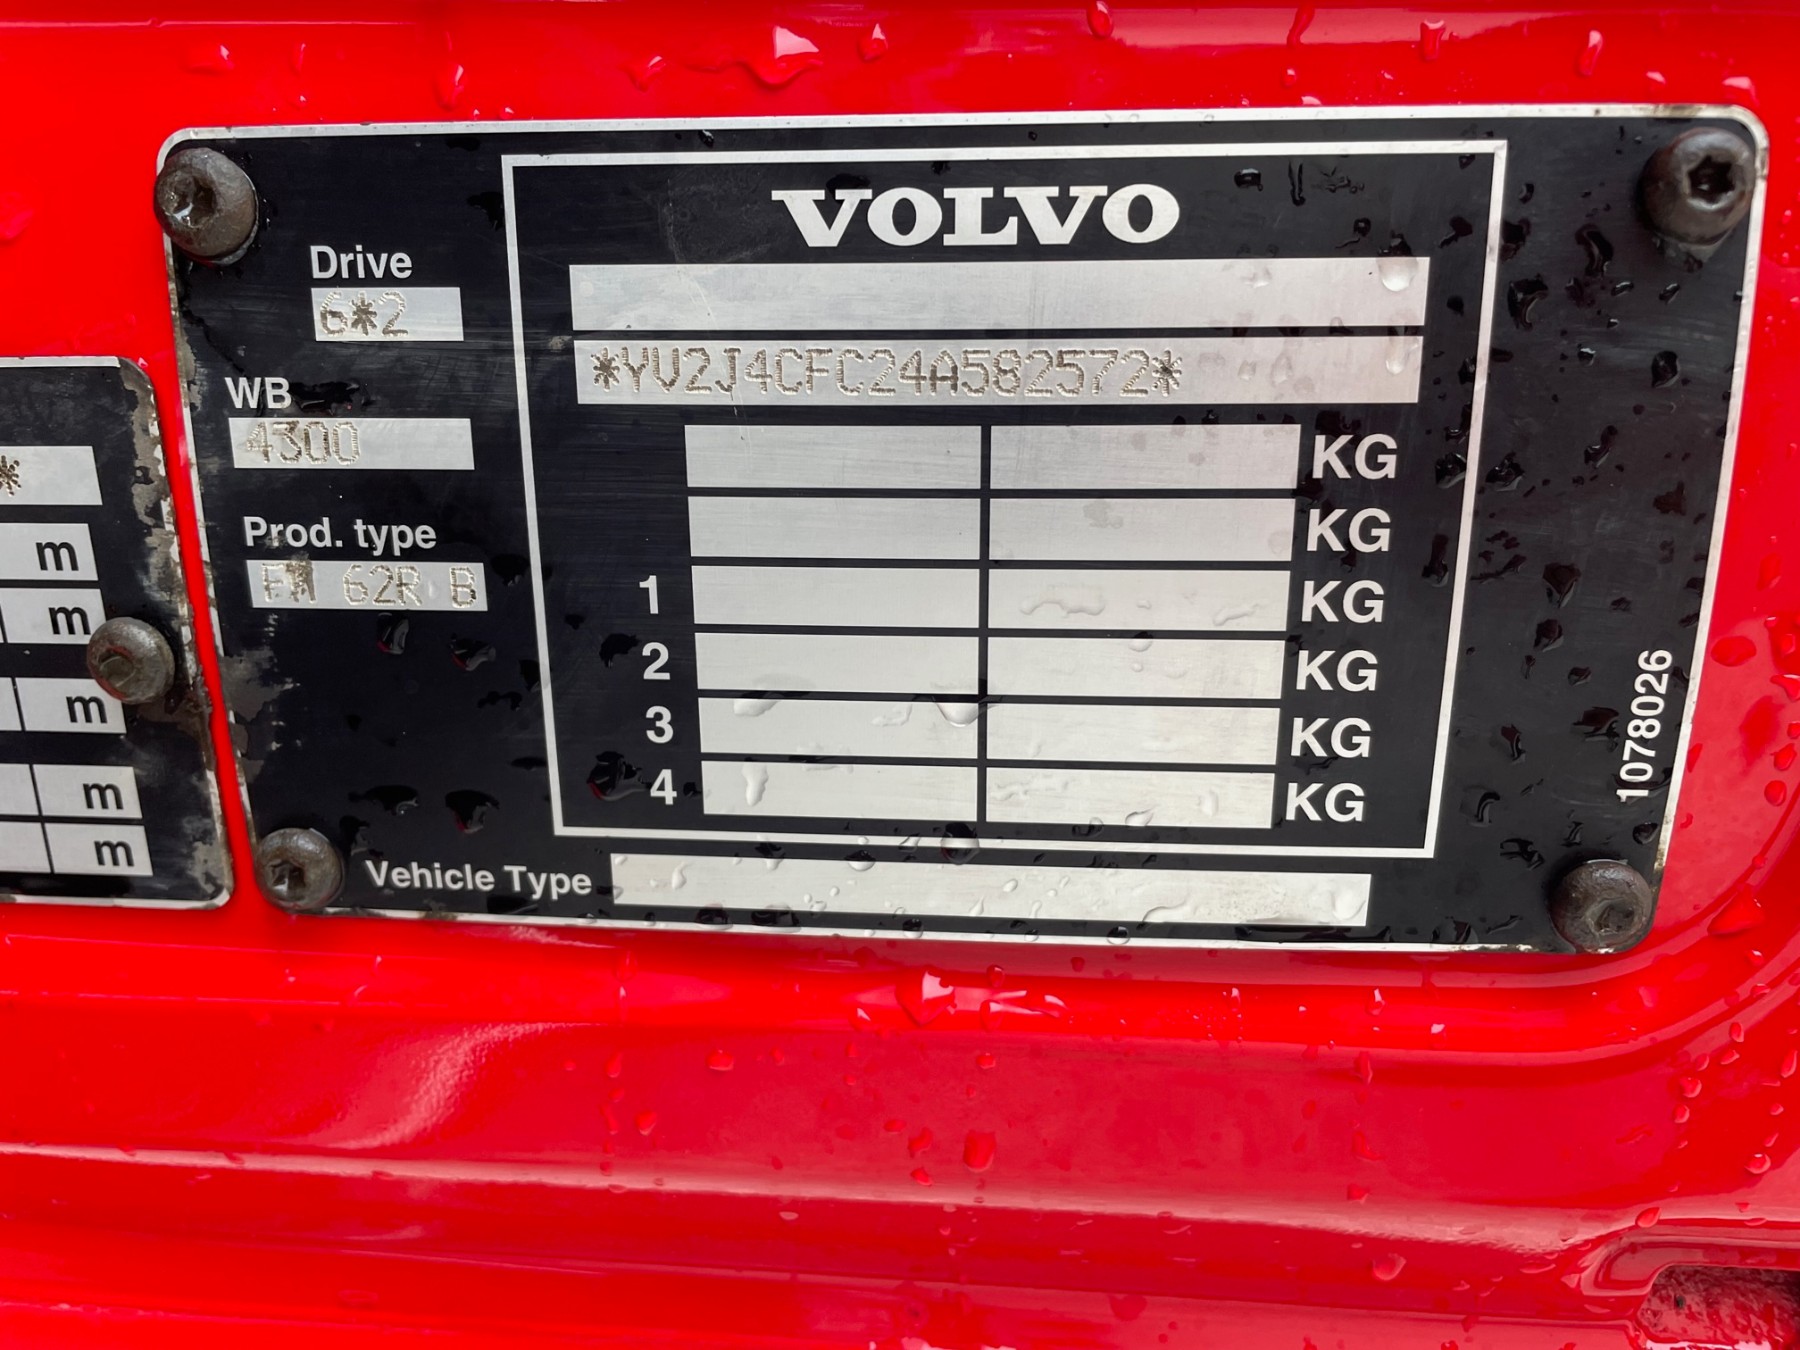 VOLVO
Drive
6*2
*YV2J4CFC24A582572*
WB
4300
KG
KG
Prod. type
FM 62R B
1 KG
2 KG
3 KG
4 KG
Vehicle Type
1078026
*
m
m
m
m
m